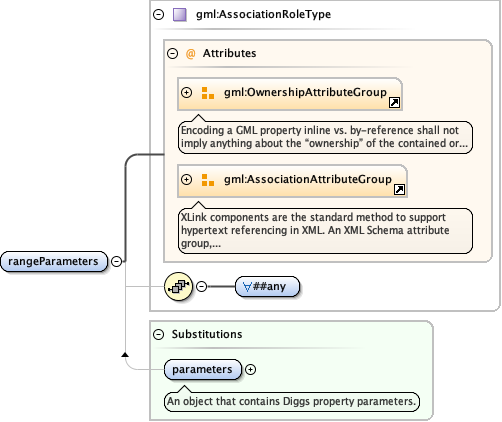 gml:AssociationRoleType
@ Attributes
gml:OwnershipAttributeGroup
Encoding a GML property inline vs. by-reference shall not
imply anything about the “ownership” of the contained or...
gml:AssociationAttributeGroup
XLink components are the standard method to support
hypertext referencing in XML. An XML Schema attribute
group,...
rangeParameters
∀##any
Substitutions
parameters
An object that contains Diggs property parameters.